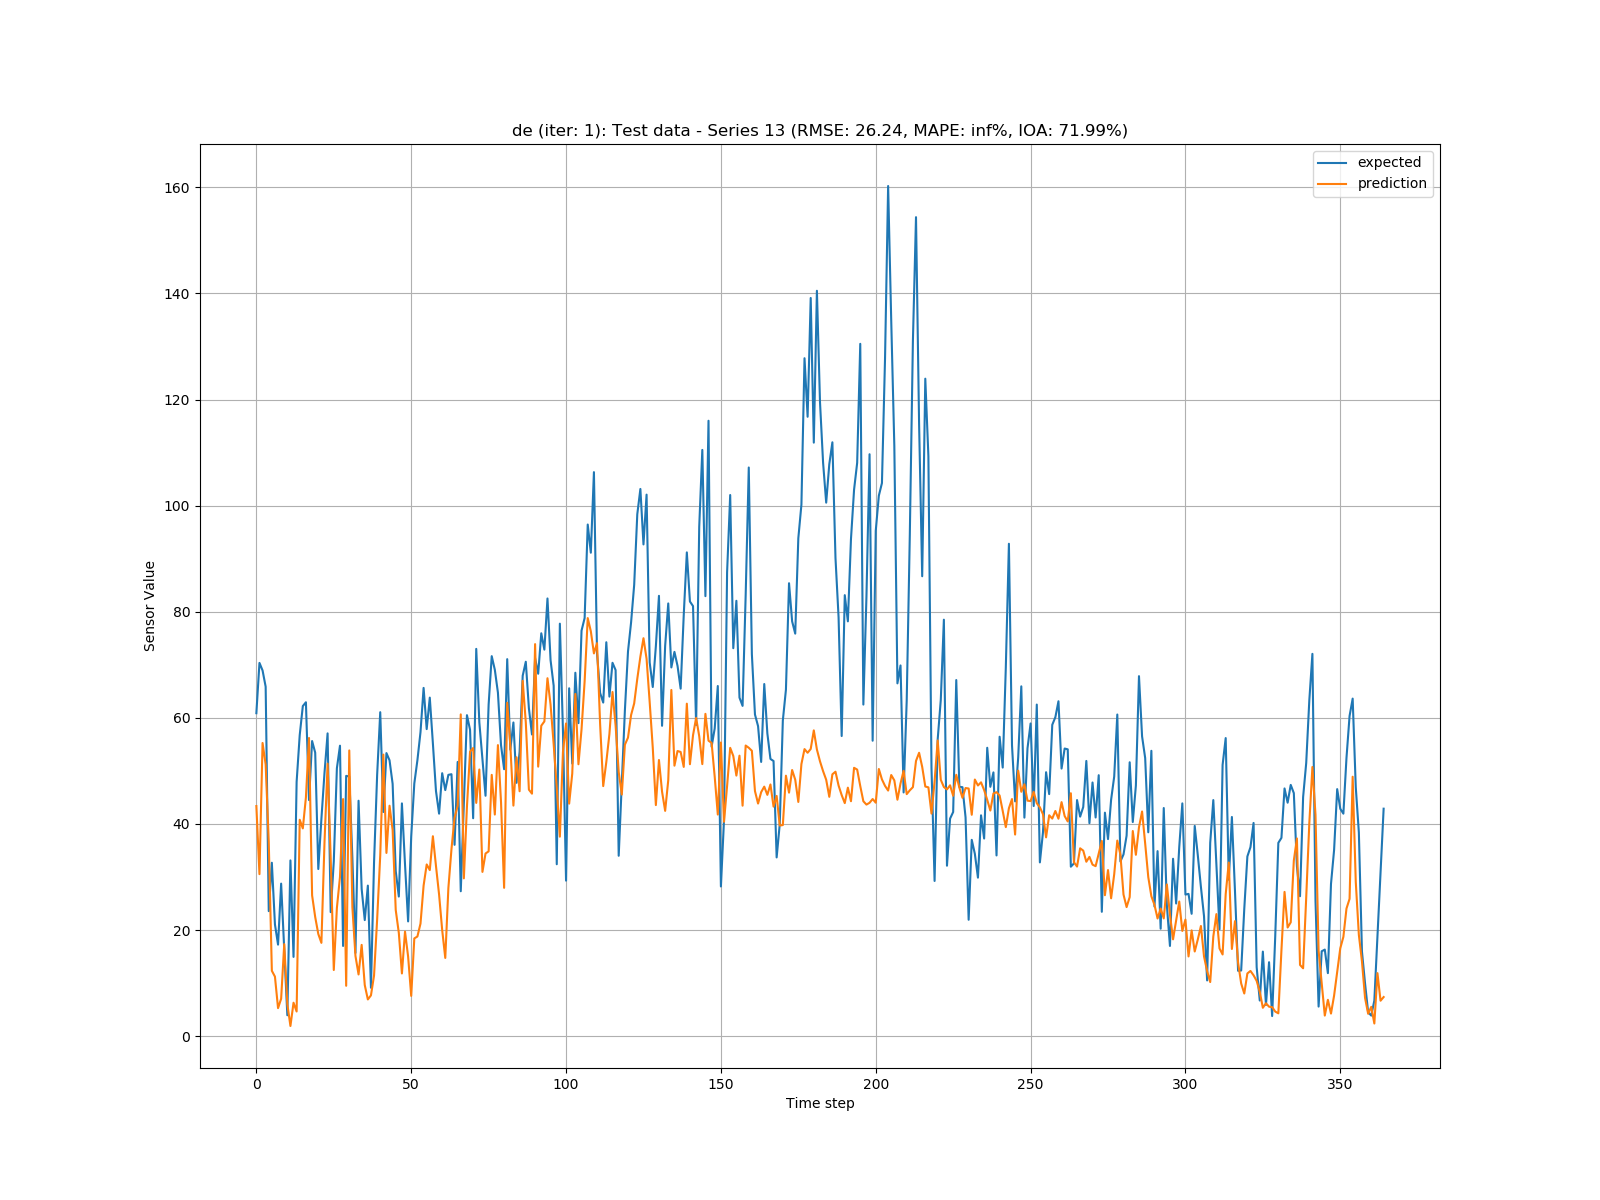 de (iter: 1): Test data - Series 13 (RMSE: 26.24, MAPE: inf%, IOA: 71.99%)
expected
prediction
160
140
120
100
80
60
40
20
0
Sensor Value
0 50 100 150 200 250 300 350
Time step